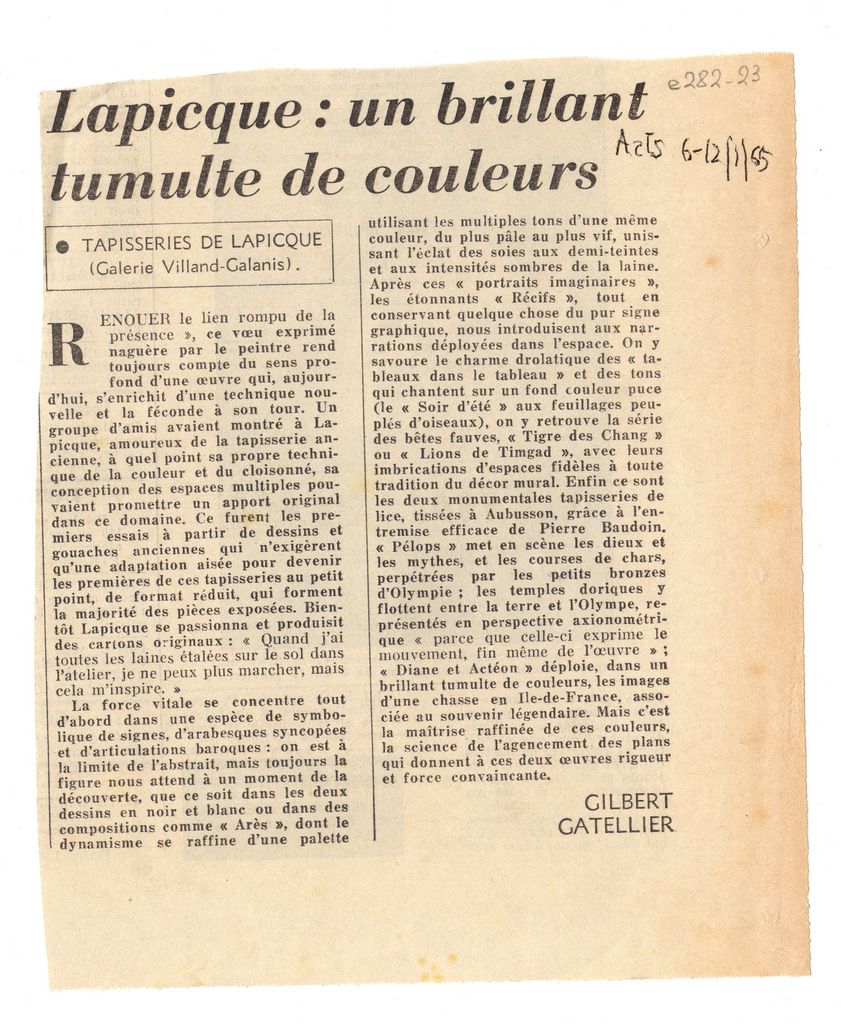 e282-23
Lapicque : un brillant
tumulte de couleurs
Arts 6-12/1/65
● TAPISSERIES DE LAPICQUE
(Galerie Villand-Galanis).
RENOUER le lien rompu de la
présence », ce vœu exprimé
naguère par le peintre rend
toujours compte du sens pro-
fond d'une œuvre qui, aujour-
d'hui, s'enrichit d'une technique nou-
velle et la féconde à son tour. Un
groupe d'amis avaient montré à La-
picque, amoureux de la tapisserie an-
cienne, à quel point sa propre techni-
que de la couleur et du cloisonné, sa
conception des espaces multiples pou-
vaient promettre un apport original
dans ce domaine. Ce furent les pre-
miers essais à partir de dessins et
gouaches anciennes qui n'exigèrent
qu'une adaptation aisée pour devenir
les premières de ces tapisseries au petit
point, de format réduit, qui forment
la majorité des pièces exposées. Bien-
tôt Lapicque se passionna et produisit
des cartons originaux : « Quand j'ai
toutes les laines étalées sur le sol dans
l'atelier, je ne peux plus marcher, mais
cela m'inspire. »
La force vitale se concentre tout
d'abord dans une espèce de symbo-
lique de signes, d'arabesques syncopées
et d'articulations baroques : on est à
la limite de l'abstrait, mais toujours la
figure nous attend à un moment de la
découverte, que ce soit dans les deux
dessins en noir et blanc ou dans des
compositions comme « Arès », dont le
dynamisme se raffine d'une palette
utilisant les multiples tons d'une même
couleur, du plus pâle au plus vif, unis-
sant l'éclat des soies aux demi-teintes
et aux intensités sombres de la laine.
Après ces « portraits imaginaires »,
les étonnants « Récifs », tout en
conservant quelque chose du pur signe
graphique, nous introduisent aux nar-
rations déployées dans l'espace. On y
savoure le charme drolatique des « ta-
bleaux dans le tableau » et des tons
qui chantent sur un fond couleur puce
(le « Soir d'été » aux feuillages peu-
plés d'oiseaux), on y retrouve la série
des bêtes fauves, « Tigre des Chang »
ou « Lions de Timgad », avec leurs
imbrications d'espaces fidèles à toute
tradition du décor mural. Enfin ce sont
les deux monumentales tapisseries de
lice, tissées à Aubusson, grâce à l'en-
tremise efficace de Pierre Baudoin.
« Pélops » met en scène les dieux et
les mythes, et les courses de chars,
perpétrées par les petits bronzes
d'Olympie ; les temples doriques y
flottent entre la terre et l'Olympe, re-
présentés en perspective axionométri-
que « parce que celle-ci exprime le
mouvement, fin même de l'œuvre » ;
« Diane et Actéon » déploie, dans un
brillant tumulte de couleurs, les images
d'une chasse en Ile-de-France, asso-
ciée au souvenir légendaire. Mais c'est
la maîtrise raffinée de ces couleurs,
la science de l'agencement des plans
qui donnent à ces deux œuvres rigueur
et force convaincante.
GILBERT
GATELLIER